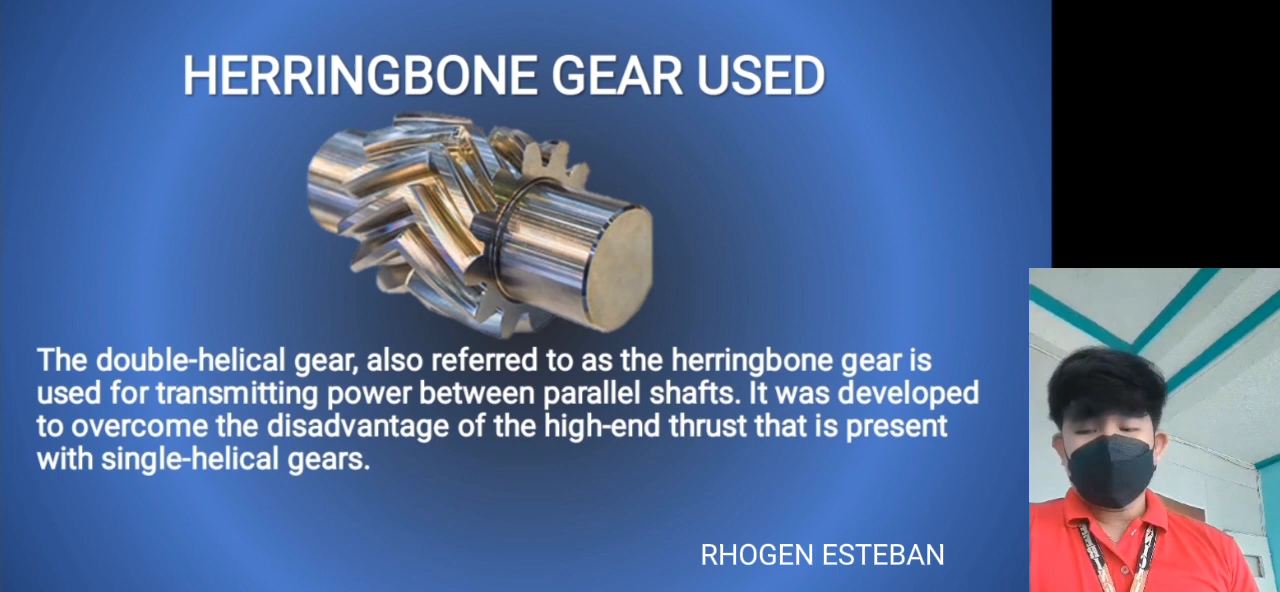 HERRINGBONE GEAR USED
The double-helical gear, also referred to as the herringbone gear is
used for transmitting power between parallel shafts. It was developed
to overcome the disadvantage of the high-end thrust that is present
with single-helical gears.
RHOGEN ESTEBAN